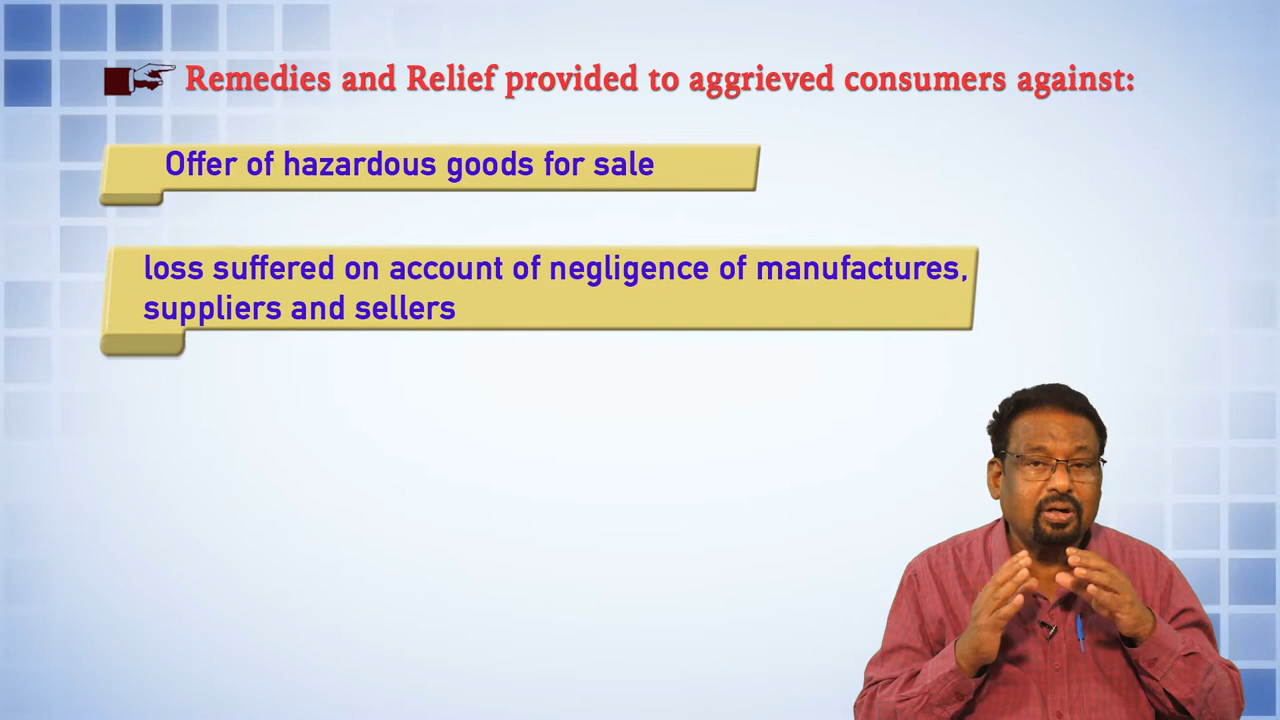 Remedies and Relief provided to aggrieved consumers against:
Offer of hazardous goods for sale
loss suffered on account of negligence of manufactures,
suppliers and sellers